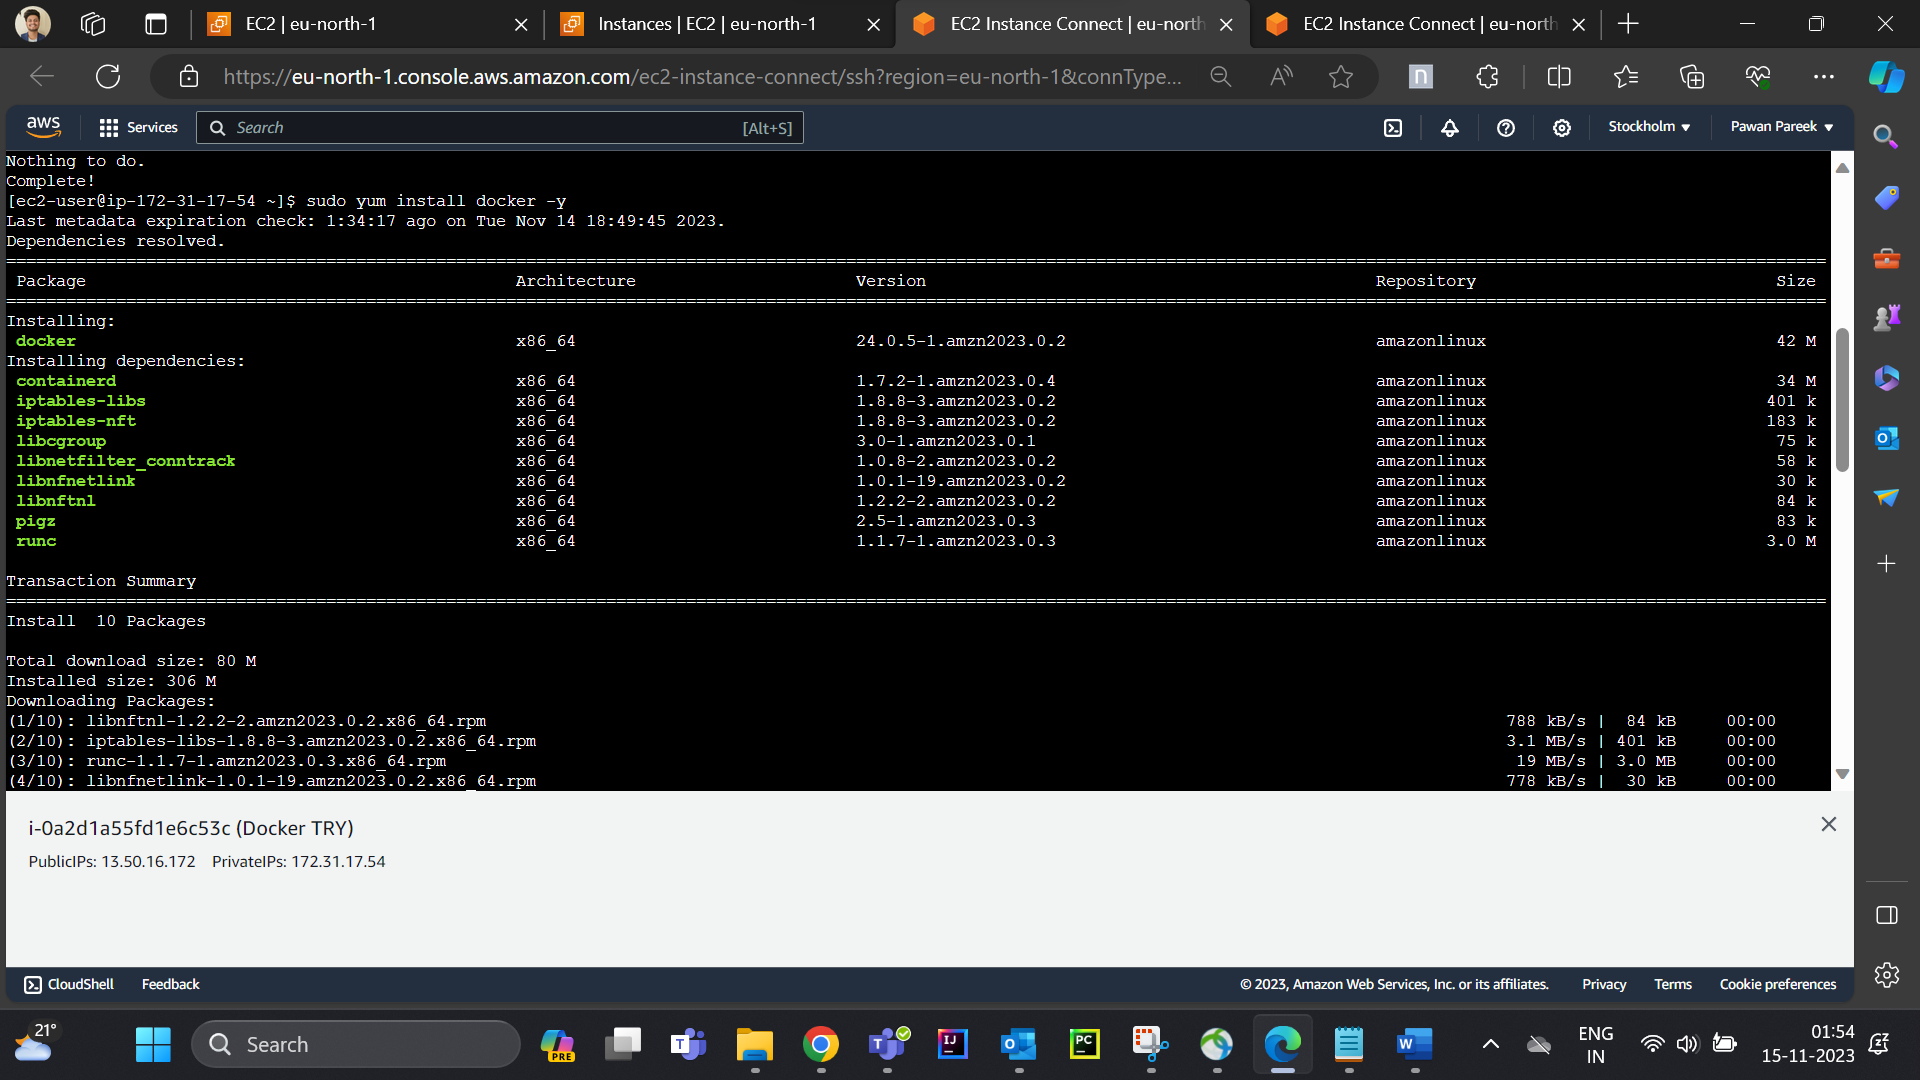 EC2 | eu-north-1
Instances | EC2 | eu-north-1
EC2 Instance Connect | eu-north
EC2 Instance Connect | eu-north
https://eu-north-1.console.aws.amazon.com/ec2-instance-connect/ssh?region=eu-north-1&connType...
n
aws
Services
Search
[Alt+S]
Stockholm
Pawan Pareek
Nothing to do.
Complete!
[ec2-user@ip-172-31-17-54 ~]$ sudo yum install docker -y
Last metadata expiration check: 1:34:17 ago on Tue Nov 14 18:49:45 2023.
Dependencies resolved.
Package Architecture Version Repository Size
Installing:
docker x86_64 24.0.5-1.amzn2023.0.2 amazonlinux 42 M
Installing dependencies:
containerd x86_64 1.7.2-1.amzn2023.0.4 amazonlinux 34 M
iptables-libs x86_64 1.8.8-3.amzn2023.0.2 amazonlinux 401 k
iptables-nft x86_64 1.8.8-3.amzn2023.0.2 amazonlinux 183 k
libcgroup x86_64 3.0-1.amzn2023.0.1 amazonlinux 75 k
libnetfilter_conntrack x86_64 1.0.8-2.amzn2023.0.2 amazonlinux 58 k
libnfnetlink x86_64 1.0.1-19.amzn2023.0.2 amazonlinux 30 k
libnftnl x86_64 1.2.2-2.amzn2023.0.2 amazonlinux 84 k
pigz x86_64 2.5-1.amzn2023.0.3 amazonlinux 83 k
runc x86_64 1.1.7-1.amzn2023.0.3 amazonlinux 3.0 M
Transaction Summary
Install 10 Packages
Total download size: 80 M
Installed size: 306 M
Downloading Packages:
(1/10): libnftnl-1.2.2-2.amzn2023.0.2.x86_64.rpm 788 kB/s | 84 kB 00:00
(2/10): iptables-libs-1.8.8-3.amzn2023.0.2.x86_64.rpm 3.1 MB/s | 401 kB 00:00
(3/10): runc-1.1.7-1.amzn2023.0.3.x86_64.rpm 19 MB/s | 3.0 MB 00:00
(4/10): libnfnetlink-1.0.1-19.amzn2023.0.2.x86_64.rpm 778 kB/s | 30 kB 00:00
i-0a2d1a55fd1e6c53c (Docker TRY)
PublicIPs: 13.50.16.172 PrivateIPs: 172.31.17.54
CloudShell
Feedback
© 2023, Amazon Web Services, Inc. or its affiliates.
Privacy
Terms
Cookie preferences
21°
Search
PRE
ENG
IN
01:54
15-11-2023